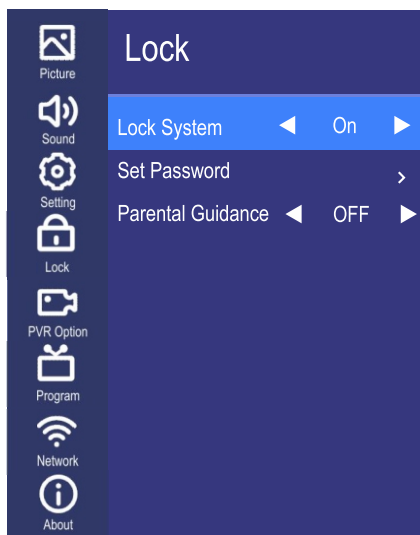 Picture
Sound
Setting
Lock
PVR Option
Program
Network
About
Lock
Lock System On
Set Password
Parental Guidance OFF